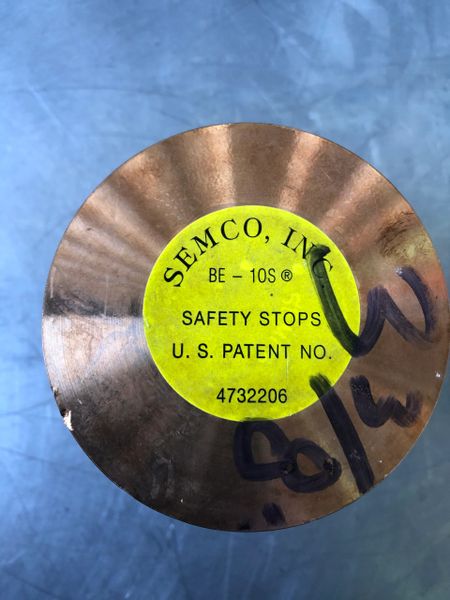 SEMCO, INC
BE - 10S ®
SAFETY STOPS
U. S. PATENT NO.
4732206